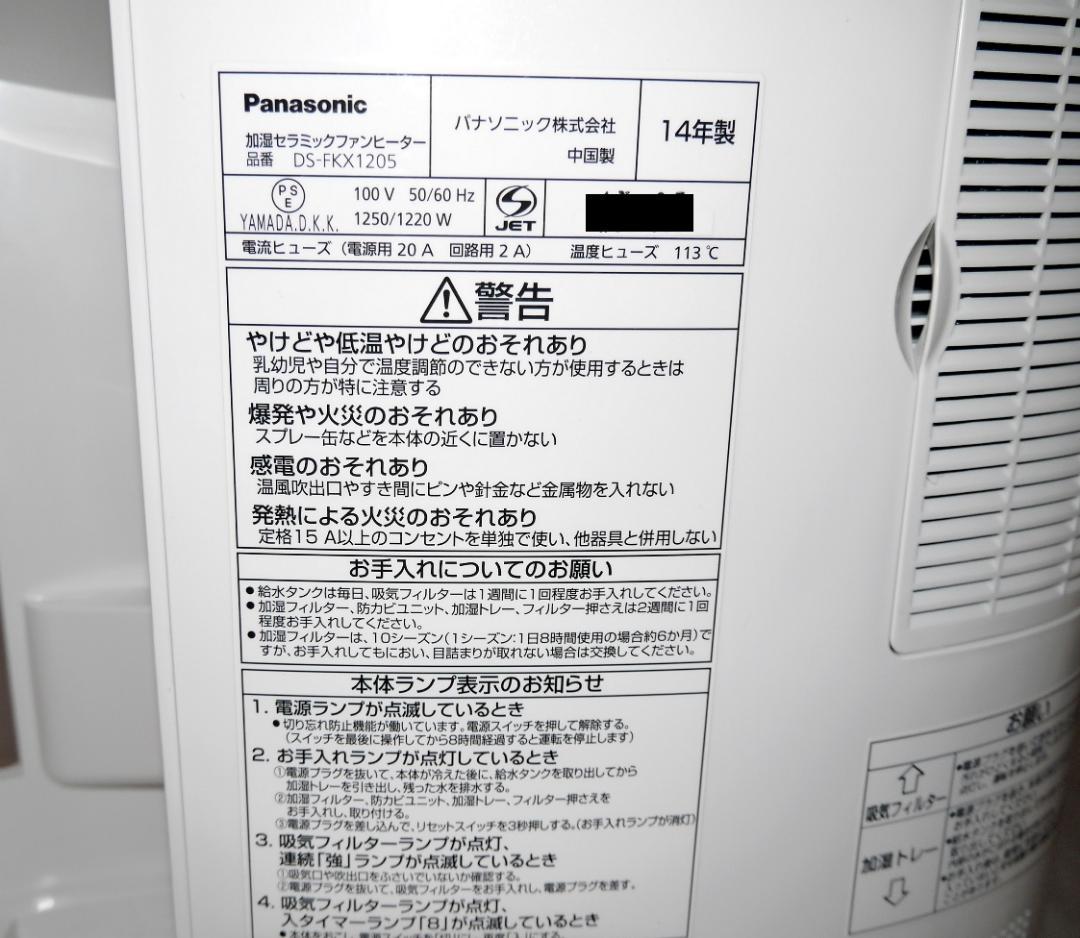 Panasonic
加湿セラミックファンヒーター
品番 DS-FKX1205
パナソニック株式会社
中国製
14年製
PS
E
YAMADA.D.K.K.
100 V 50/60 Hz
1250/1220 W
JET
電流ヒューズ（電源用 20 A 回路用 2 A） 温度ヒューズ 113 ℃
警告
やけどや低温やけどのおそれあり
乳幼児や自分で温度調節のできない方が使用するときは
周りの方が特に注意する
爆発や火災のおそれあり
スプレー缶などを本体の近くに置かない
感電のおそれあり
温風吹出口やすき間にピンや針金など金属物を入れない
発熱による火災のおそれあり
定格15 A以上のコンセントを単独で使い、他器具と併用しない
お手入れについてのお願い
● 給水タンクは毎日、吸気フィルターは1週間に1回程度お手入れしてください。
● 加湿フィルター、防カビユニット、加湿トレー、フィルター押さえは2週間に1回
程度お手入れしてください。
● 加湿フィルターは、10シーズン（1シーズン：1日8時間使用の場合約6か月）で
すが、お手入れしてもにおい、目詰まりが取れない場合は交換してください。
本体ランプ表示のお知らせ
1. 電源ランプが点滅しているとき
● 切り忘れ防止機能が働いています。電源スイッチを押して解除する。
（スイッチを最後に操作してから8時間経過すると運転を停止します）
2. お手入れランプが点灯しているとき
①電源プラグを抜いて、本体が冷えた後に、給水タンクを取り出してから
加湿トレーを引き出し、残った水を排水する。
②加湿フィルター、防カビユニット、加湿トレー、フィルター押さえを
お手入れし、取り付ける。
③電源プラグを差し込んで、リセットスイッチを3秒押しする。（お手入れランプが消灯）
3. 吸気フィルターランプが点灯、
連続「強」ランプが点滅しているとき
①吸気口や吹出口をふさいでいないか確認する。
②電源プラグを抜いて、吸気フィルターをお手入れし、電源プラグを差す。
4. 吸気フィルターランプが点灯、
入タイマーランプ「8」が点滅しているとき
お願い
吸気フィルター
加湿トレー